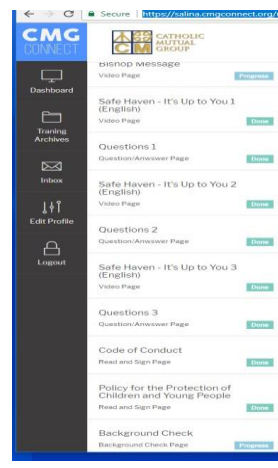 Secure | https://salina.cmgconnect.org/
CMG
CONNECT
CATHOLIC
MUTUAL
GROUP
CM
Dashboard
Traning
Archives
Inbox
Edit Profile
Logout
Bishop Message
Video Page Progress
Safe Haven - It's Up to You 1
(English)
Video Page Done
Questions 1
Question/Anwswer Page Done
Safe Haven - It's Up to You 2
(English)
Video Page Done
Questions 2
Question/Anwswer Page Done
Safe Haven - It's Up to You 3
(English)
Video Page Done
Questions 3
Question/Anwswer Page Done
Code of Conduct
Read and Sign Page Done
Policy for the Protection of
Children and Young People
Read and Sign Page Done
Background Check
Background Check Page Progress